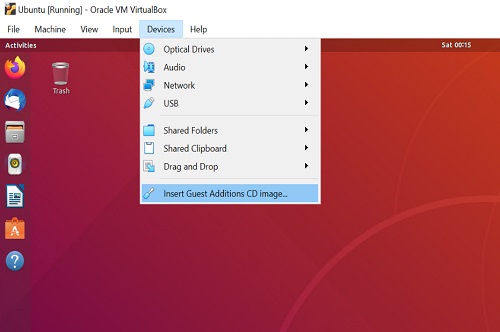 Ubuntu [Running] - Oracle VM VirtualBox
File Machine View Input Devices Help
Activities Sat 00:15
Optical Drives
Audio
Network
USB
Shared Folders
Shared Clipboard
Drag and Drop
Insert Guest Additions CD image...
Trash